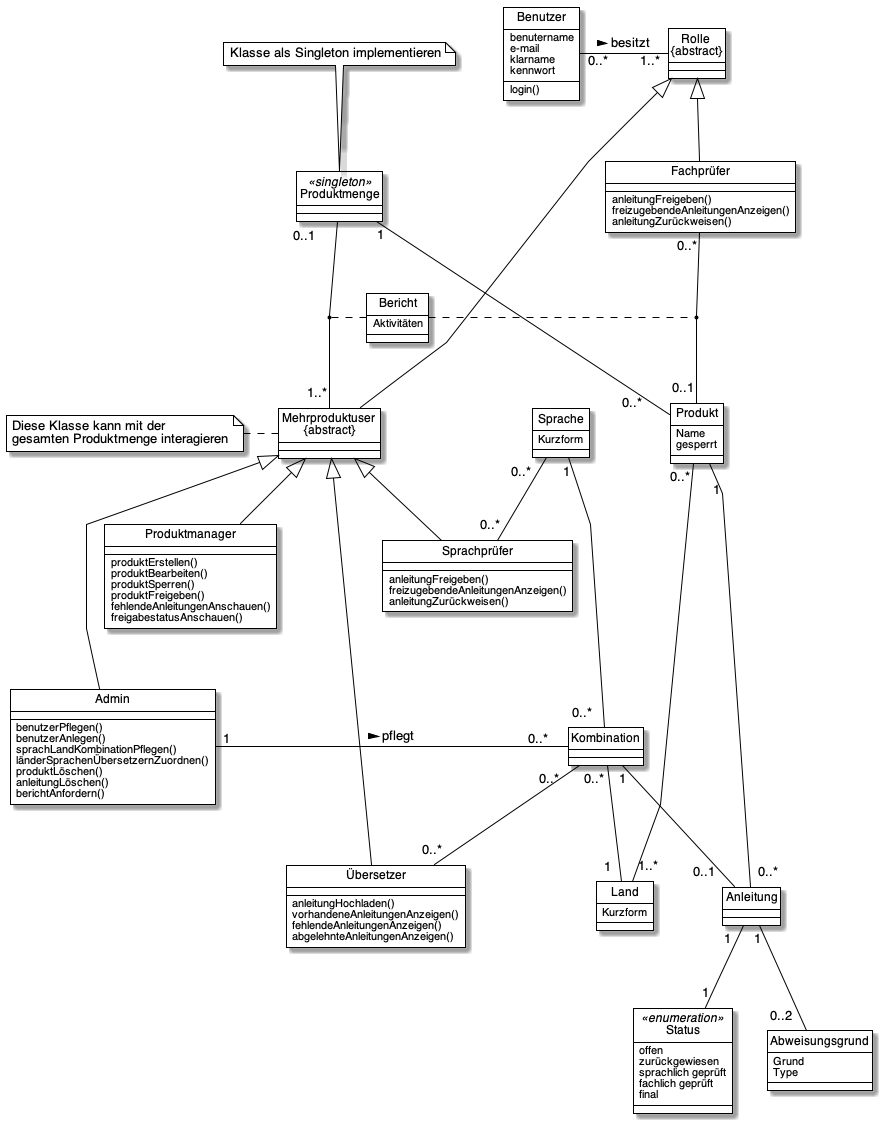 Benutzer
benutername
e-mail
klarname
kennwort
login()
► besitzt
0..*
1..*
Rolle
{abstract}
Klasse als Singleton implementieren
«singleton»
Produktmenge
0..1
1
Fachprüfer
anleitungFreigeben()
freizugebendeAnleitungenAnzeigen()
anleitungZurückweisen()
0..*
Bericht
Aktivitäten
1..*
0..*
0..1
Diese Klasse kann mit der
gesamten Produktmenge interagieren
Mehrproduktuser
{abstract}
Sprache
Kurzform
Produkt
Name
gesperrt
0..*
1
0..*
1
0..*
Produktmanager
produktErstellen()
produktBearbeiten()
produktSperren()
produktFreigeben()
fehlendeAnleitungenAnschauen()
freigabestatusAnschauen()
Sprachprüfer
anleitungFreigeben()
freizugebendeAnleitungenAnzeigen()
anleitungZurückweisen()
Admin
benutzerPflegen()
benutzerAnlegen()
sprachLandKombinationPflegen()
länderSprachenÜbersetzernZuordnen()
produktLöschen()
anleitungLöschen()
berichtAnfordern()
1
► pflegt
0..*
0..*
Kombination
0..*
0..*
1
0..*
1
1..*
0..1
0..*
Übersetzer
anleitungHochladen()
vorhandeneAnleitungenAnzeigen()
fehlendeAnleitungenAnzeigen()
abgelehnteAnleitungenAnzeigen()
Land
Kurzform
Anleitung
1
1
1
0..2
«enumeration»
Status
offen
zurückgewiesen
sprachlich geprüft
fachlich geprüft
final
Abweisungsgrund
Grund
Type